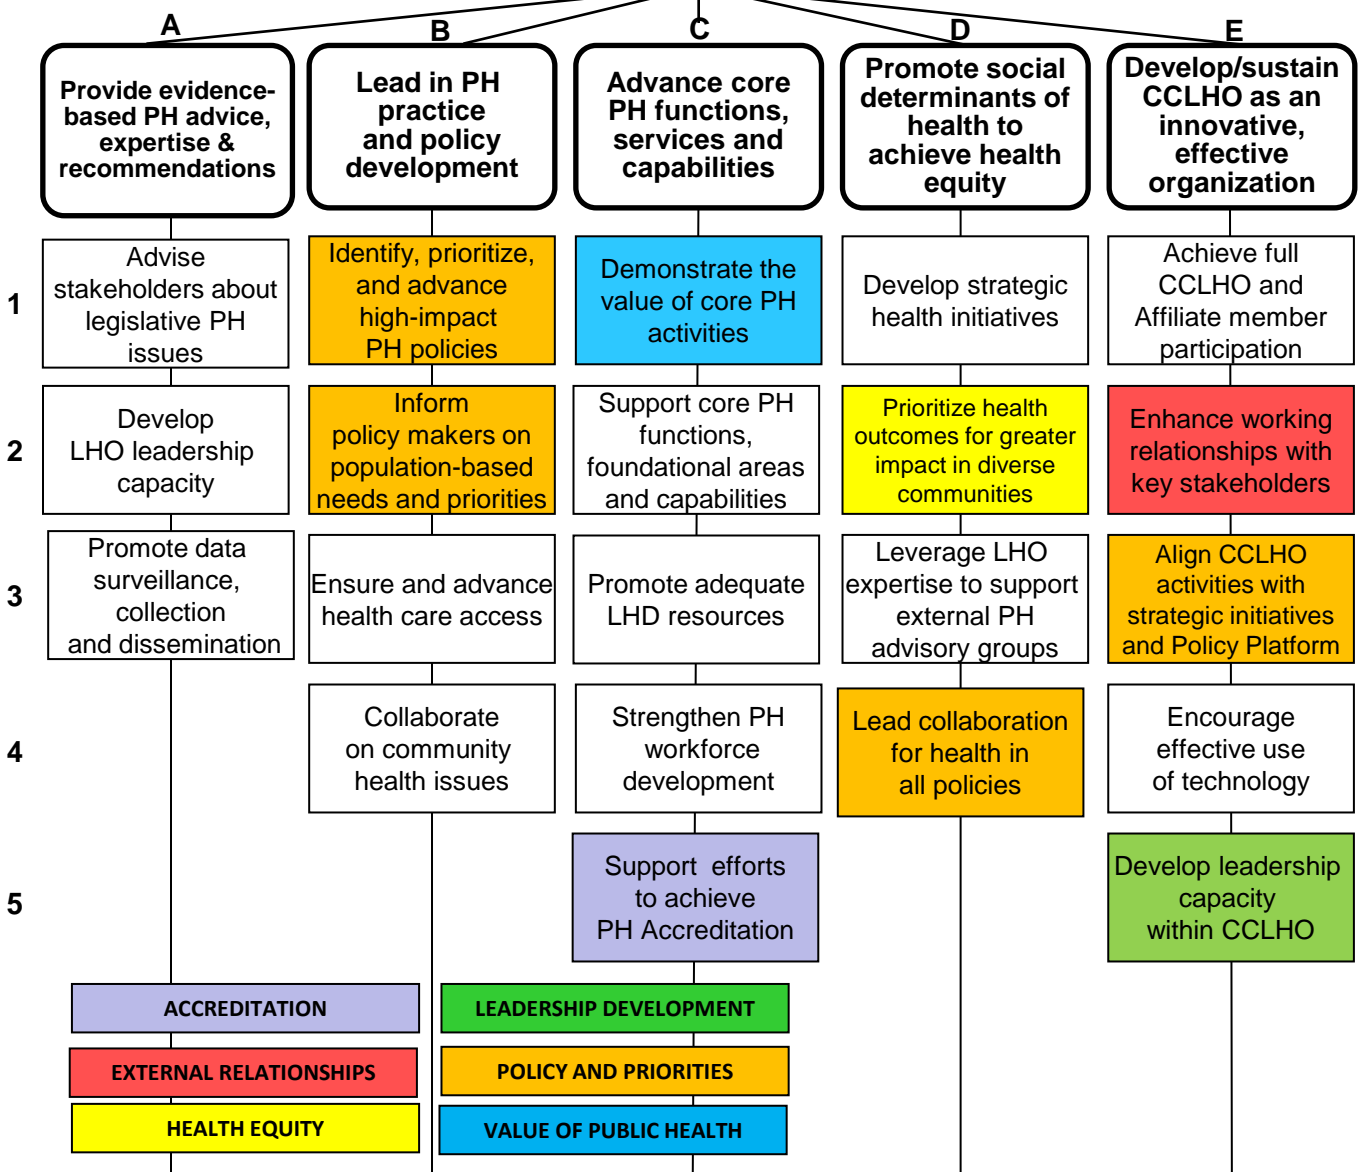 A
B
C
D
E
Provide evidence-
based PH advice,
expertise &
recommendations
Lead in PH
practice
and policy
development
Advance core
PH functions,
services and
capabilities
Promote social
determinants of
health to
achieve health
equity
Develop/sustain
CCLHO as an
innovative,
effective
organization
1
Advise
stakeholders about
legislative PH
issues
Identify, prioritize,
and advance
high-impact
PH policies
Demonstrate the
value of core PH
activities
Develop strategic
health initiatives
Achieve full
CCLHO and
Affiliate member
participation
2
Develop
LHO leadership
capacity
Inform
policy makers on
population-based
needs and priorities
Support core PH
functions,
foundational areas
and capabilities
Prioritize health
outcomes for greater
impact in diverse
communities
Enhance working
relationships with
key stakeholders
3
Promote data
surveillance,
collection
and dissemination
Ensure and advance
health care access
Promote adequate
LHD resources
Leverage LHO
expertise to support
external PH
advisory groups
Align CCLHO
activities with
strategic initiatives
and Policy Platform
4
Collaborate
on community
health issues
Strengthen PH
workforce
development
Lead collaboration
for health in
all policies
Encourage
effective use
of technology
5
Support efforts
to achieve
PH Accreditation
Develop leadership
capacity
within CCLHO
ACCREDITATION
LEADERSHIP DEVELOPMENT
EXTERNAL RELATIONSHIPS
POLICY AND PRIORITIES
HEALTH EQUITY
VALUE OF PUBLIC HEALTH